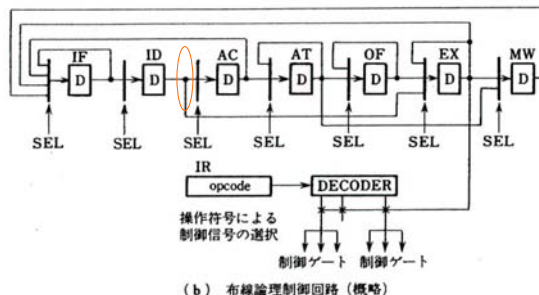 IF ID AC AT OF EX MW
D D D D D D D
SEL SEL SEL SEL SEL SEL SEL
IR
opcode DECODER
操作符号による
制御信号の選択
制御ゲート 制御ゲート
(b) 布線論理制御回路(概略)